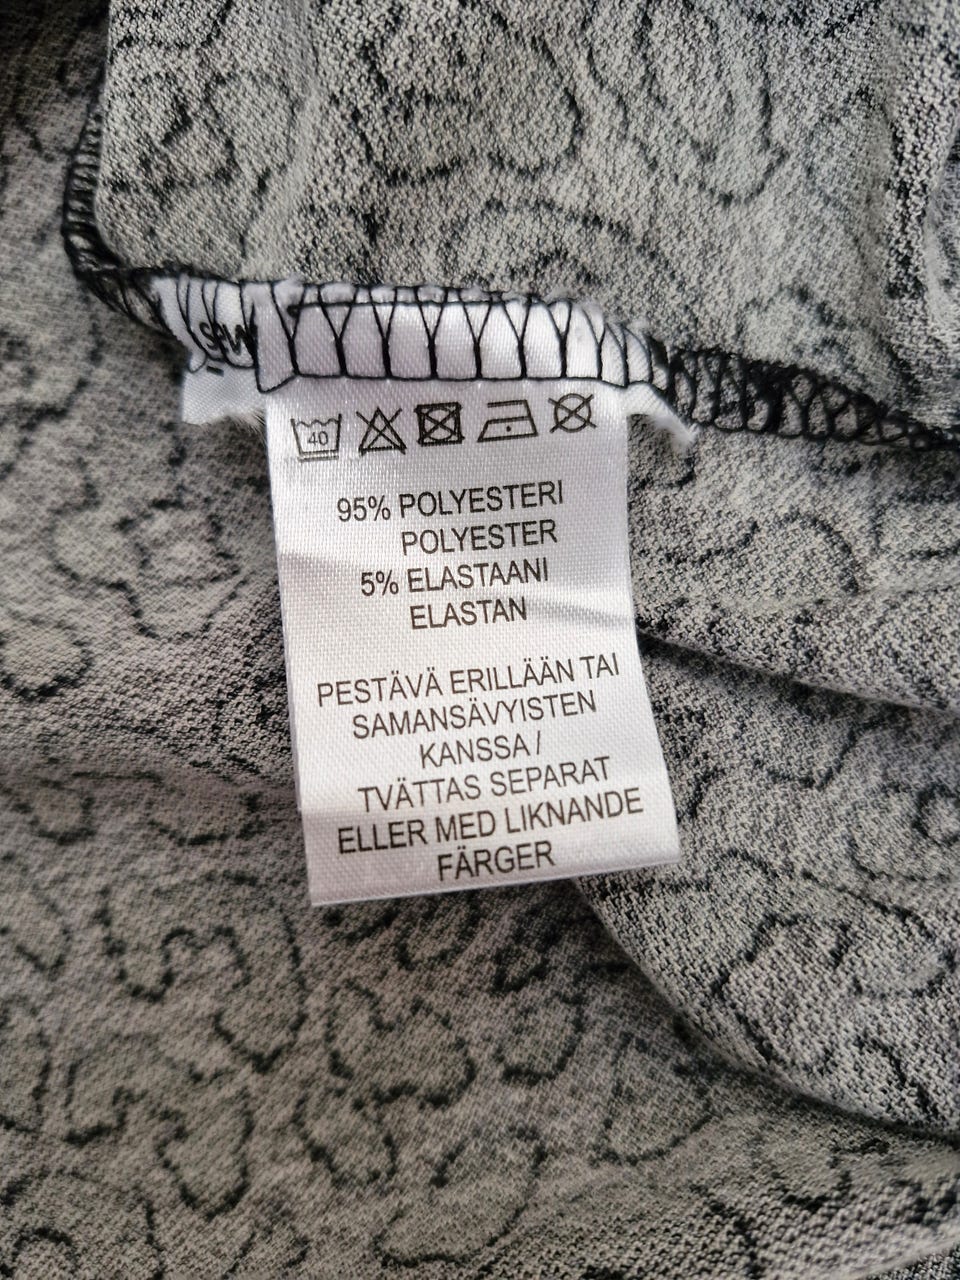 40
95% POLYESTERI
POLYESTER
5% ELASTAANI
ELASTAN
PESTÄVÄ ERILLÄÄN TAI
SAMANSÄVYISTEN
KANSSA /
TVÄTTAS SEPARAT
ELLER MED LIKNANDE
FÄRGER